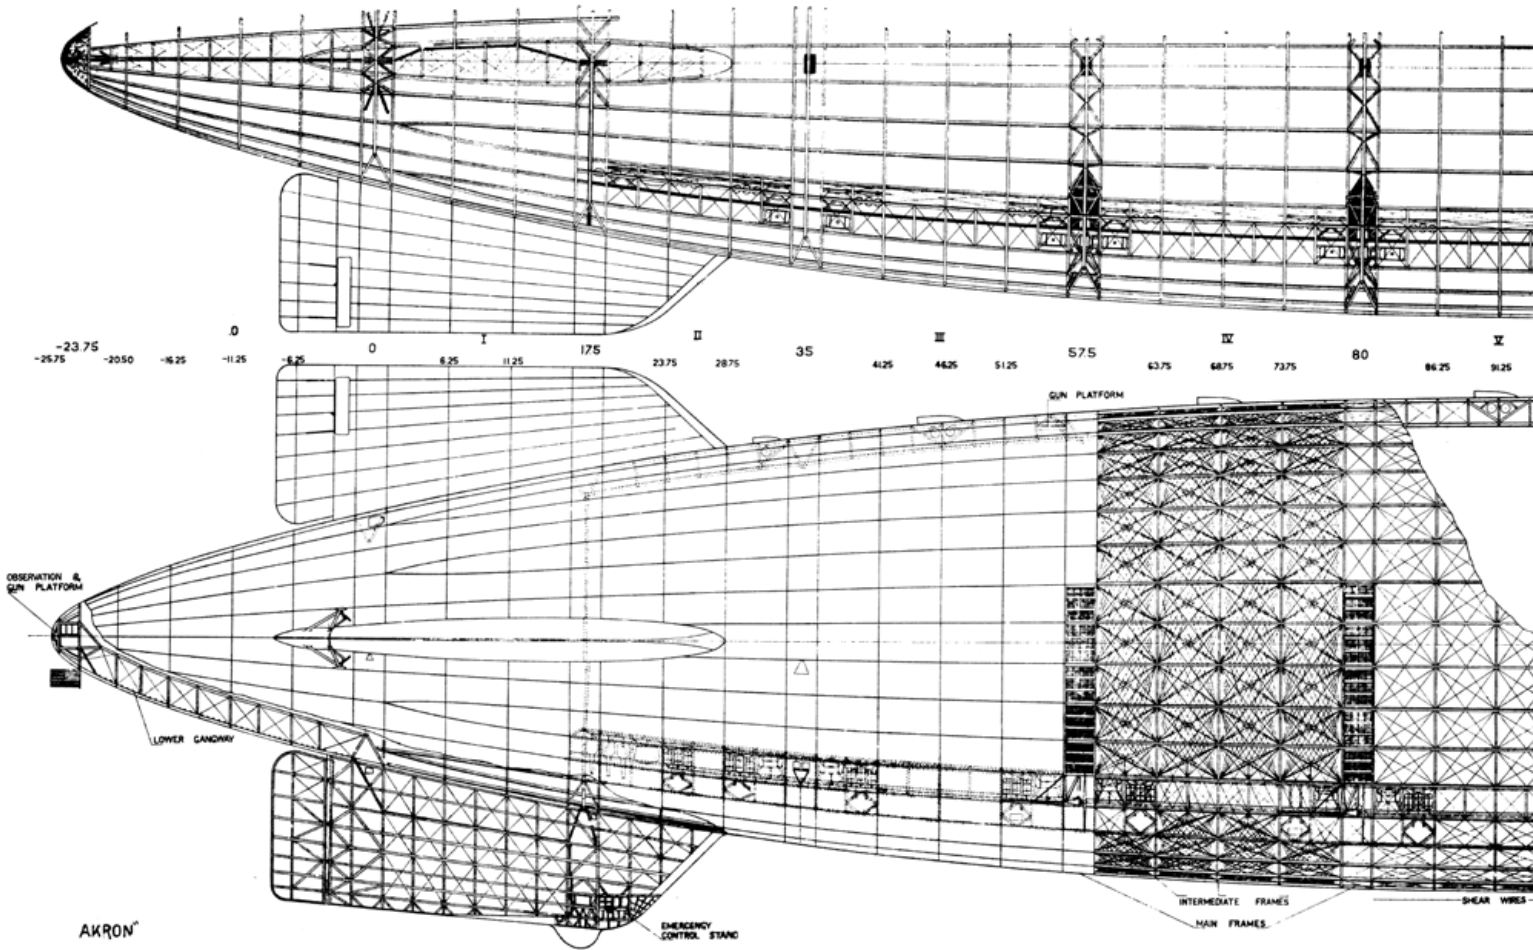 .0
I
II
III
IV
V
-23.75
0
175
35
57.5
80
-25.75
-20.50
-16.25
-11.25
-6.25
6.25
11.25
23.75
28.75
41.25
46.25
51.25
63.75
68.75
73.75
86.25
91.25
GUN PLATFORM
OBSERVATION &
GUN PLATFORM
LOWER GANGWAY
EMERGENCY
CONTROL STAND
INTERMEDIATE FRAMES
MAIN FRAMES
SHEAR WIRES
AKRON"